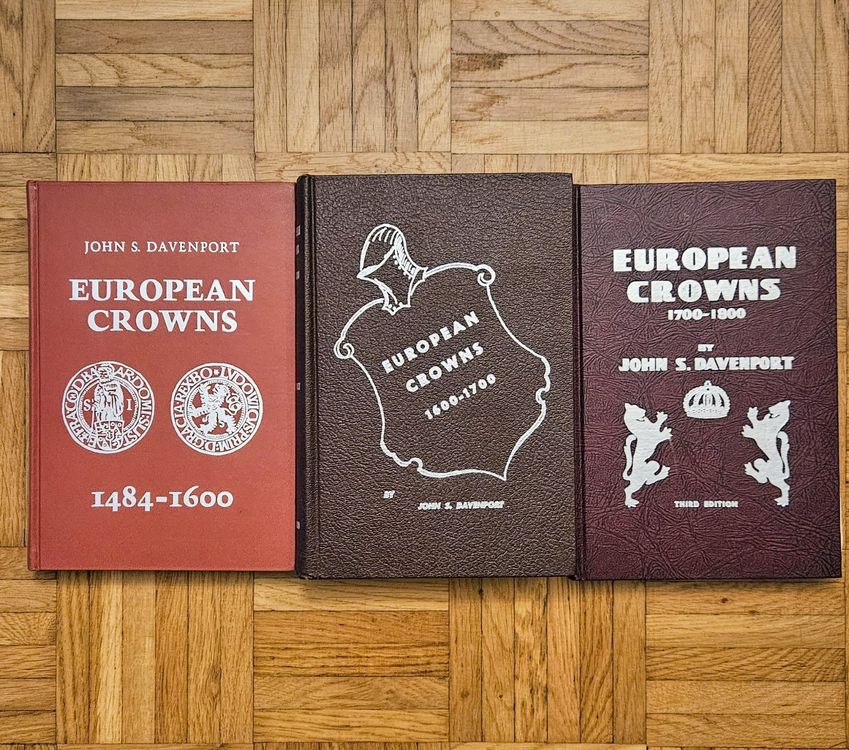 JOHN S. DAVENPORT
EUROPEAN
CROWNS
1484-1600
EUROPEAN
CROWNS
1600-1700
BY
JOHN S. DAVENPORT
EUROPEAN
CROWNS
1700-1800
BY
JOHN S. DAVENPORT
THIRD EDITION